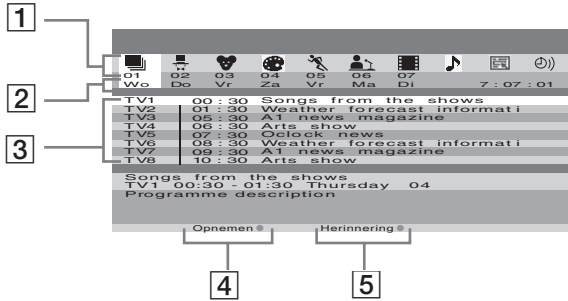 1
01 02 03 04 05 06 07
2
Wo Do Vr Za Vr Ma Di 7 : 07 : 01
TV1 00 : 30 Songs from the shows
TV2 01 : 30 Weather forecast informati
TV3 05 : 30 A1 news magazine
3
TV4 06 : 30 Arts show
TV5 07 : 30 Oclock news
TV6 08 : 30 Weather forecast informati
TV7 09 : 30 A1 news magazine
TV8 10 : 30 Arts show
Songs from the shows
TV1 00:30 - 01:30 Thursday 04
Programme description
Opnemen Herinnering
4 5